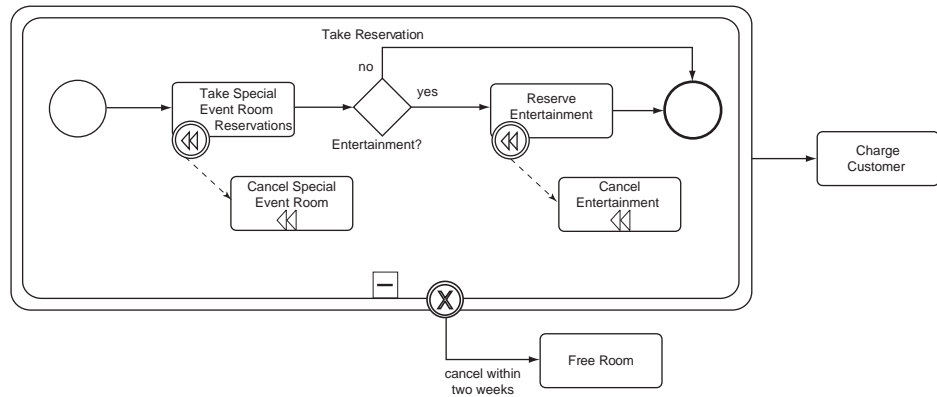 Take Reservation
no
Take Special
Event Room
Reservations
yes
Entertainment?
Reserve
Entertainment
Cancel Special
Event Room
Cancel
Entertainment
Charge
Customer
X
cancel within
two weeks
Free Room